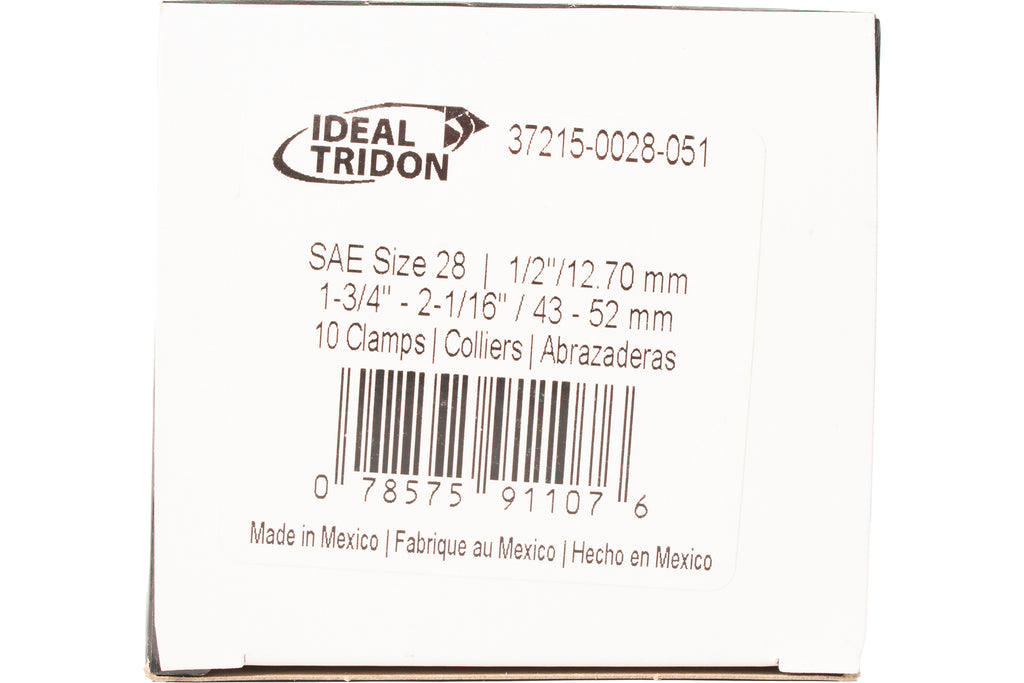 IDEAL
TRIDON
37215-0028-051
SAE Size 28 | 1/2"/12.70 mm
1-3/4" - 2-1/16" / 43 - 52 mm
10 Clamps | Colliers | Abrazaderas
0 78575 91107 6
Made in Mexico | Fabrique au Mexico | Hecho en Mexico